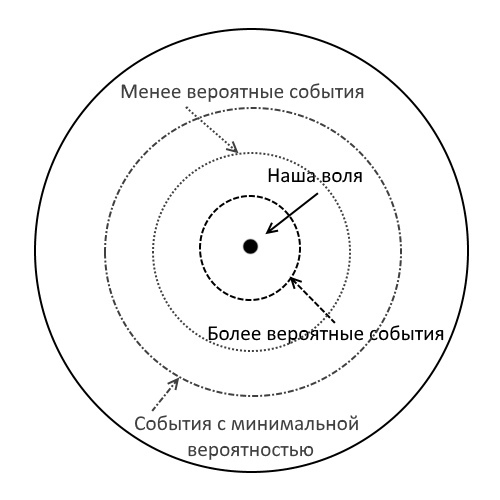 Менее вероятные события
Наша воля
Более вероятные события
События с минимальной
вероятностью